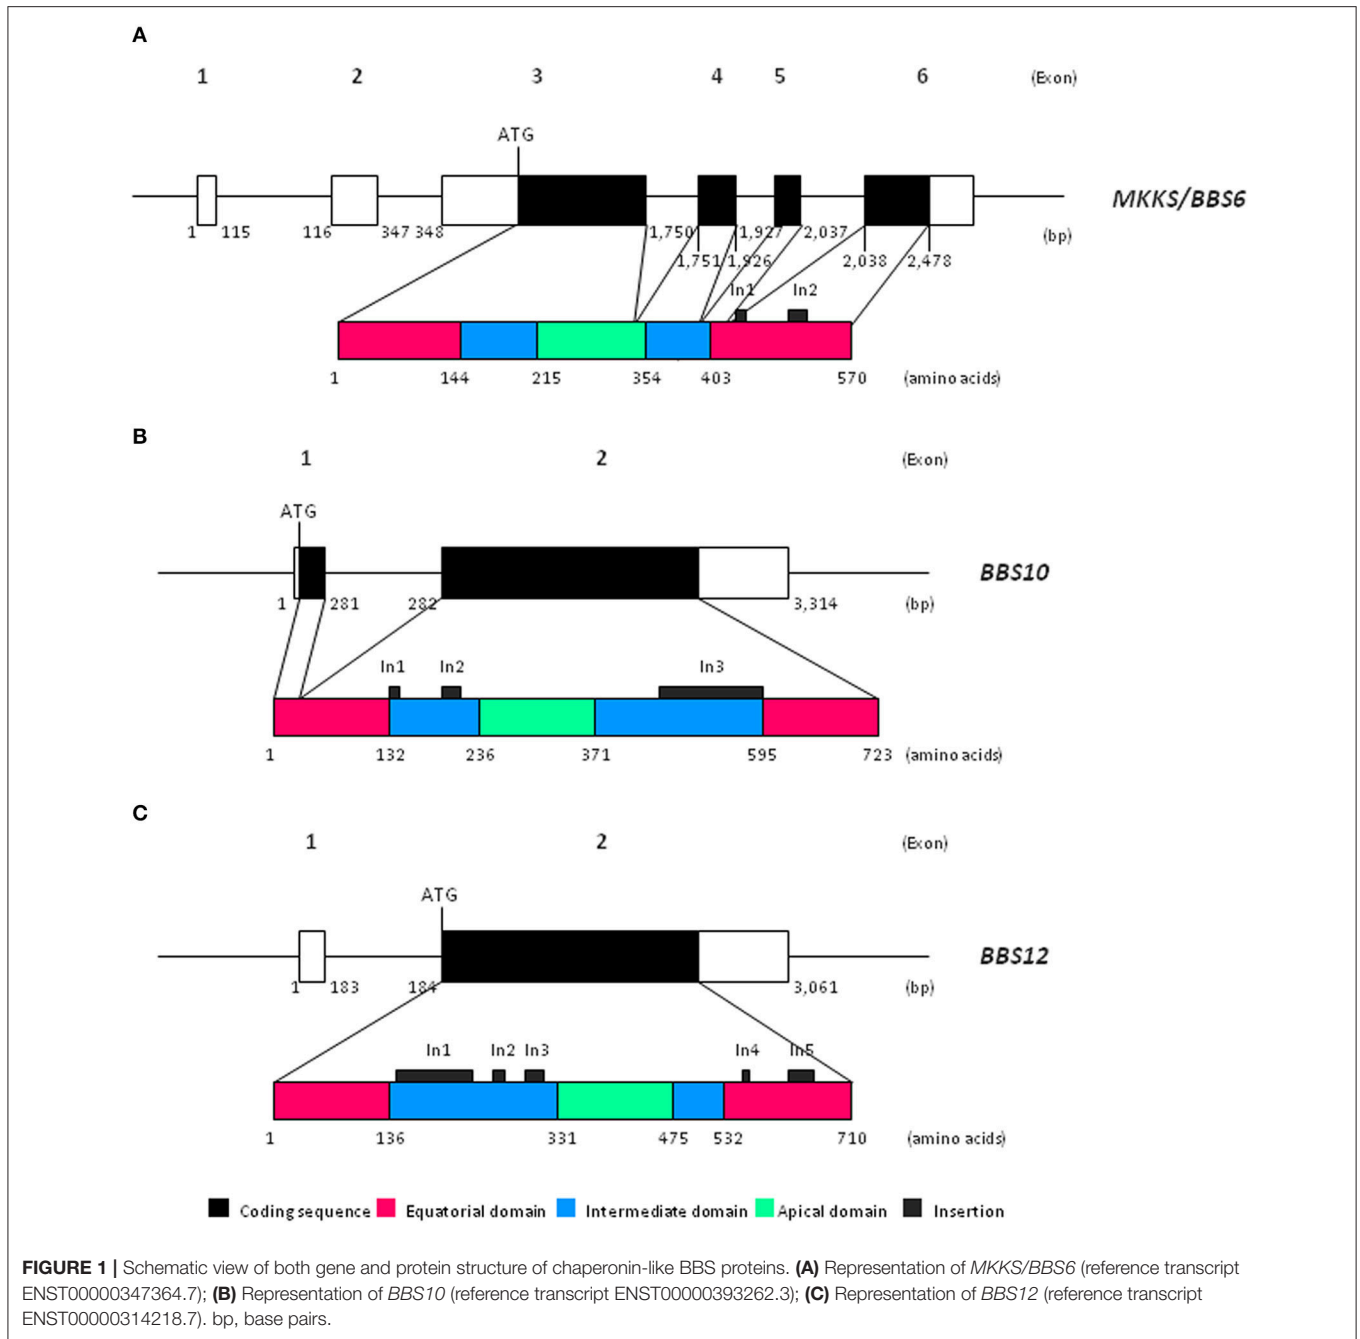 A
1 2 3 4 5 6 (Exon)
ATG
MKKS/BBS6
1 115 116 347 348 1,750 1,927 2,037 (bp)
1,751 1,926 2,038 2,478
In1 In2
1 144 215 354 403 570 (amino acids)
B
1 2 (Exon)
ATG
BBS10
1 281 282 3,314 (bp)
In1 In2 In3
1 132 236 371 595 723 (amino acids)
C
1 2 (Exon)
ATG
BBS12
1 183 184 3,061 (bp)
In1 In2 In3 In4 In5
1 136 331 475 532 710 (amino acids)
Coding sequence Equatorial domain Intermediate domain Apical domain Insertion
FIGURE 1 | Schematic view of both gene and protein structure of chaperonin-like BBS proteins. (A) Representation of MKKS/BBS6 (reference transcript
ENST00000347364.7); (B) Representation of BBS10 (reference transcript ENST00000393262.3); (C) Representation of BBS12 (reference transcript
ENST00000314218.7). bp, base pairs.